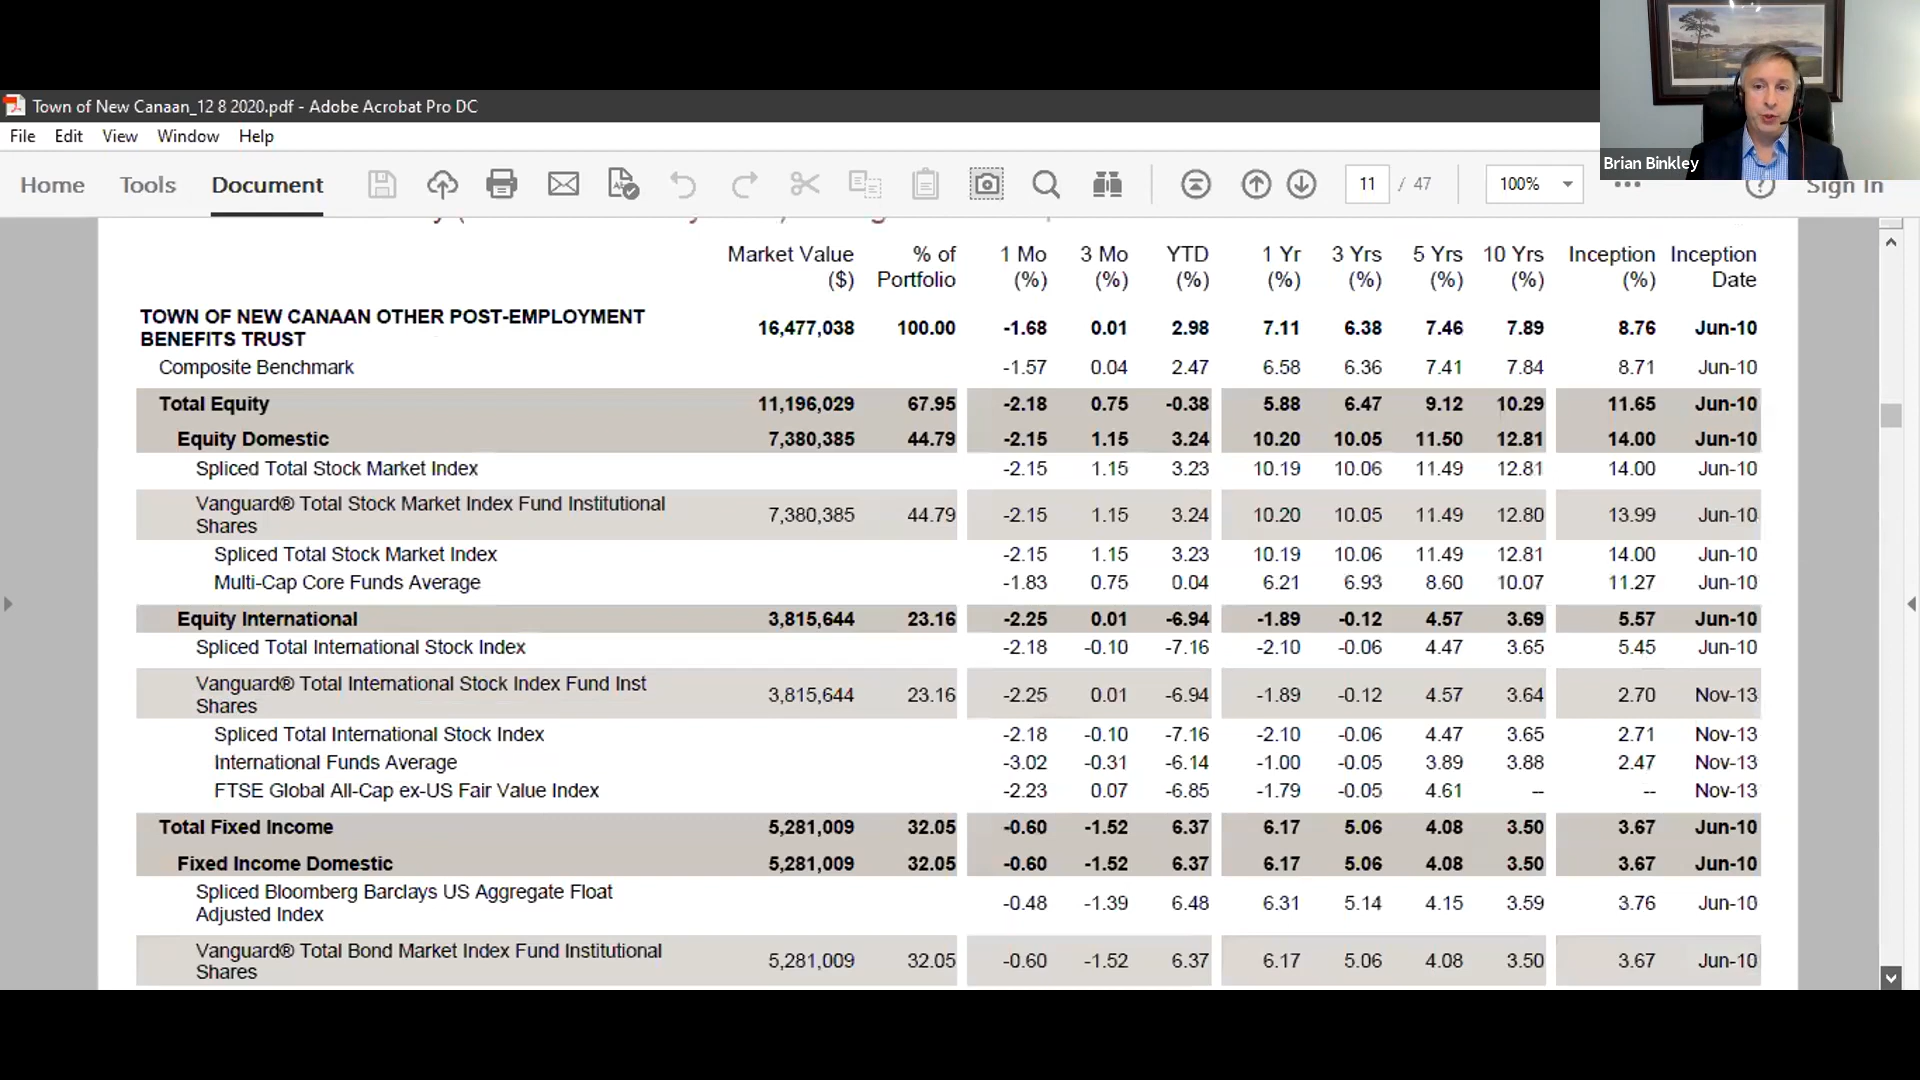 Town of New Canaan_12 8 2020.pdf - Adobe Acrobat Pro DC
File Edit View Window Help
Brian Binkley
Home Tools Document 11 / 47 100% Sign In
Market Value % of 1 Mo 3 Mo YTD 1 Yr 3 Yrs 5 Yrs 10 Yrs Inception Inception
($) Portfolio (%) (%) (%) (%) (%) (%) (%) (%) Date
TOWN OF NEW CANAAN OTHER POST-EMPLOYMENT
BENEFITS TRUST 16,477,038 100.00 -1.68 0.01 2.98 7.11 6.38 7.46 7.89 8.76 Jun-10
Composite Benchmark -1.57 0.04 2.47 6.58 6.36 7.41 7.84 8.71 Jun-10
Total Equity 11,196,029 67.95 -2.18 0.75 -0.38 5.88 6.47 9.12 10.29 11.65 Jun-10
Equity Domestic 7,380,385 44.79 -2.15 1.15 3.24 10.20 10.05 11.50 12.81 14.00 Jun-10
Spliced Total Stock Market Index -2.15 1.15 3.23 10.19 10.06 11.49 12.81 14.00 Jun-10
Vanguard® Total Stock Market Index Fund Institutional
Shares 7,380,385 44.79 -2.15 1.15 3.24 10.20 10.05 11.49 12.80 13.99 Jun-10
Spliced Total Stock Market Index -2.15 1.15 3.23 10.19 10.06 11.49 12.81 14.00 Jun-10
Multi-Cap Core Funds Average -1.83 0.75 0.04 6.21 6.93 8.60 10.07 11.27 Jun-10
Equity International 3,815,644 23.16 -2.25 0.01 -6.94 -1.89 -0.12 4.57 3.69 5.57 Jun-10
Spliced Total International Stock Index -2.18 -0.10 -7.16 -2.10 -0.06 4.47 3.65 5.45 Jun-10
Vanguard® Total International Stock Index Fund Inst
Shares 3,815,644 23.16 -2.25 0.01 -6.94 -1.89 -0.12 4.57 3.64 2.70 Nov-13
Spliced Total International Stock Index -2.18 -0.10 -7.16 -2.10 -0.06 4.47 3.65 2.71 Nov-13
International Funds Average -3.02 -0.31 -6.14 -1.00 -0.05 3.89 3.88 2.47 Nov-13
FTSE Global All-Cap ex-US Fair Value Index -2.23 0.07 -6.85 -1.79 -0.05 4.61 -- -- Nov-13
Total Fixed Income 5,281,009 32.05 -0.60 -1.52 6.37 6.17 5.06 4.08 3.50 3.67 Jun-10
Fixed Income Domestic 5,281,009 32.05 -0.60 -1.52 6.37 6.17 5.06 4.08 3.50 3.67 Jun-10
Spliced Bloomberg Barclays US Aggregate Float
Adjusted Index -0.48 -1.39 6.48 6.31 5.14 4.15 3.59 3.76 Jun-10
Vanguard® Total Bond Market Index Fund Institutional
Shares 5,281,009 32.05 -0.60 -1.52 6.37 6.17 5.06 4.08 3.50 3.67 Jun-10